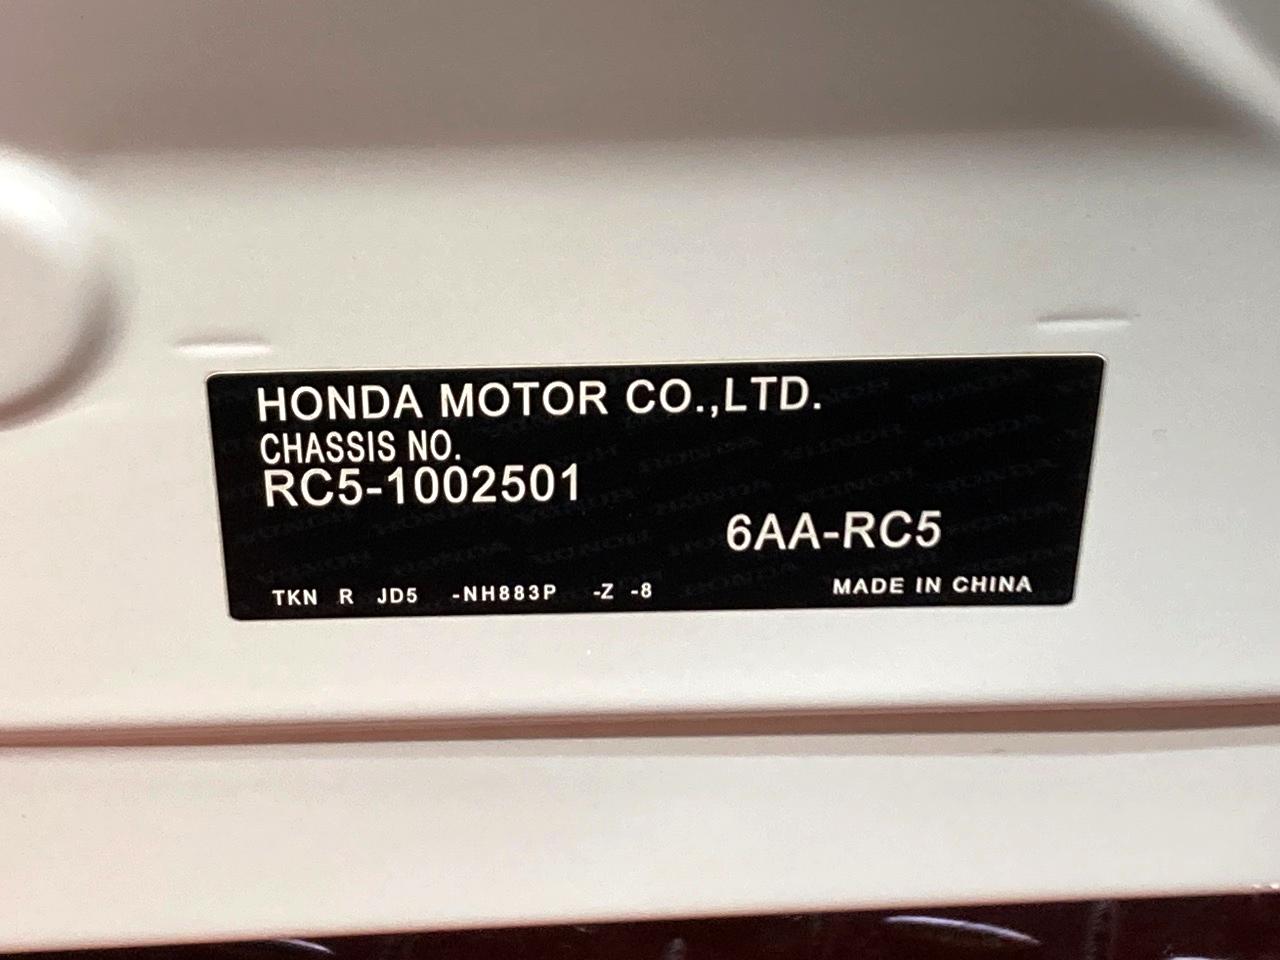 HONDA MOTOR CO.,LTD.
CHASSIS NO.
RC5-1002501
6AA-RC5
TKN R JD5 -NH883P -Z -8 MADE IN CHINA